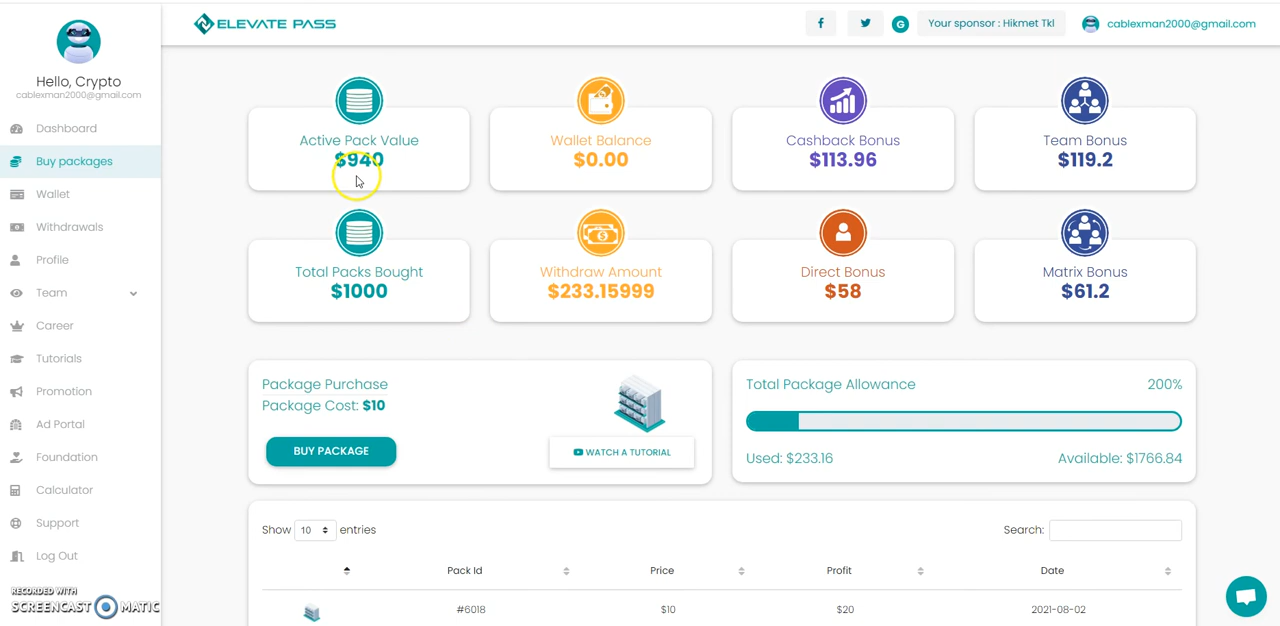 ELEVATE PASS
Your sponsor : Hikmet Tkl
cablexman2000@gmail.com
Hello, Crypto
cablexman2000@gmail.com
Dashboard
Buy packages
Wallet
Withdrawals
Profile
Team
Career
Tutorials
Promotion
Ad Portal
Foundation
Calculator
Support
Log Out
RECORDED WITH
SCREENCAST MATIC
Active Pack Value
$940
Wallet Balance
$0.00
Cashback Bonus
$113.96
Team Bonus
$119.2
Total Packs Bought
$1000
Withdraw Amount
$233.15999
Direct Bonus
$58
Matrix Bonus
$61.2
Package Purchase
Package Cost: $10
BUY PACKAGE
WATCH A TUTORIAL
Total Package Allowance 200%
Used: $233.16 Available: $1766.84
Show 10 entries Search:
Pack Id Price Profit Date
#6018 $10 $20 2021-08-02